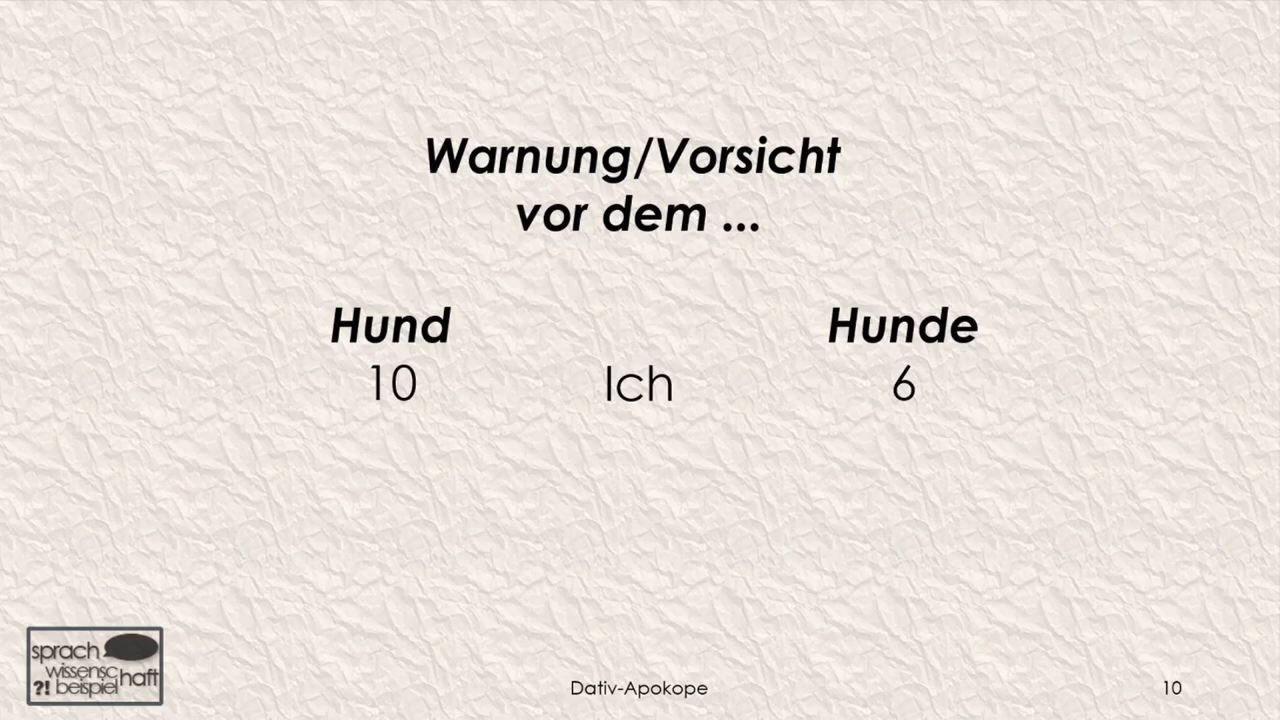 Warnung/Vorsicht
vor dem ...
Hund Hunde
10 Ich 6
sprach
wissensc haft
?! beispiel
Dativ-Apokope 10